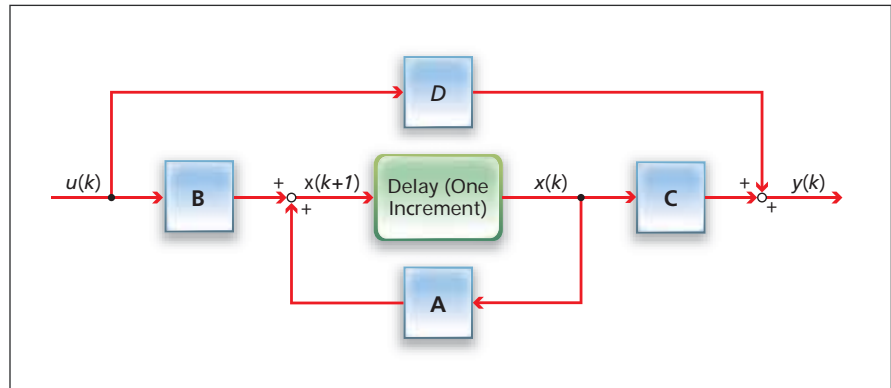 D
u(k)
B
+
+
x(k+1)
Delay (One
Increment)
x(k)
C
+
+
y(k)
A